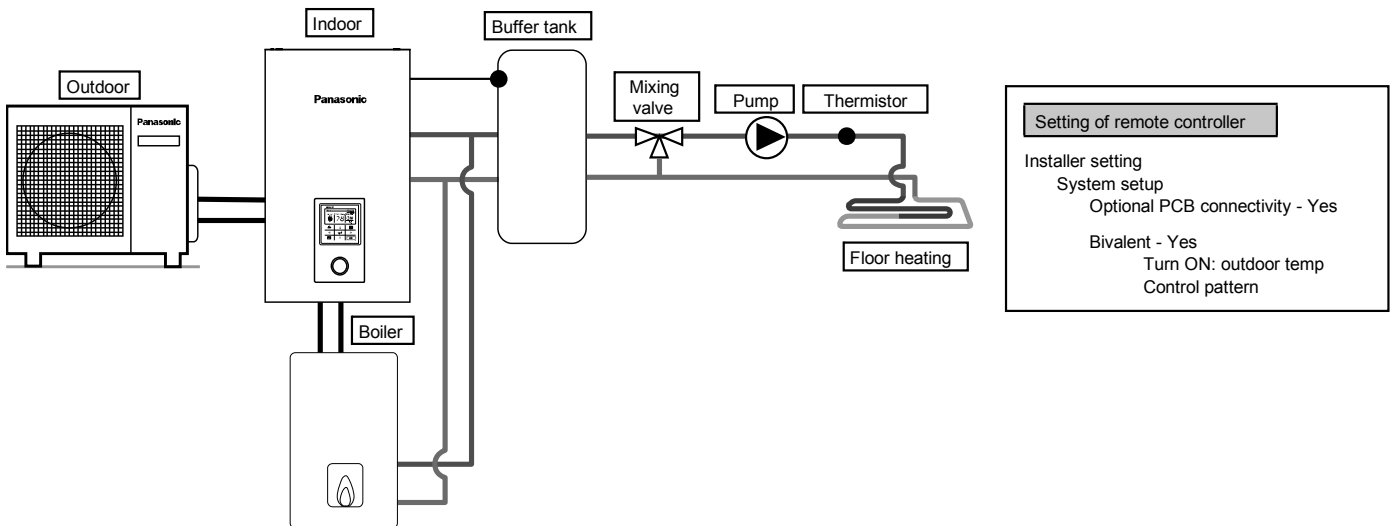 Indoor
Buffer tank
Outdoor
Panasonic
Panasonic
Mixing
valve
Pump
Thermistor
Floor heating
Boiler
Setting of remote controller
Installer setting
System setup
Optional PCB connectivity - Yes
Bivalent - Yes
Turn ON: outdoor temp
Control pattern